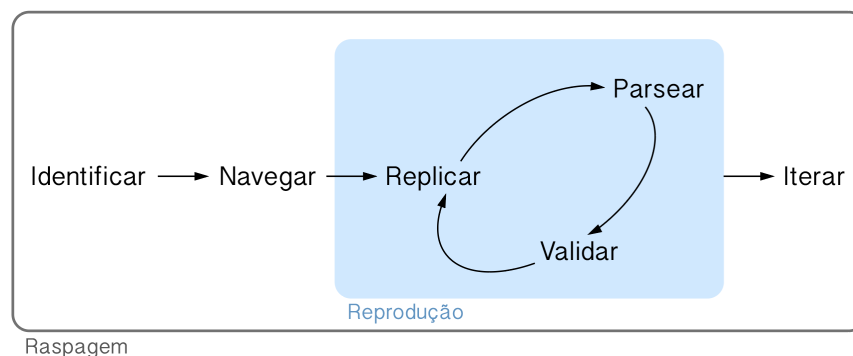 Parsear
Identificar
Navegar
Replicar
Iterar
Validar
Reprodução
Raspagem